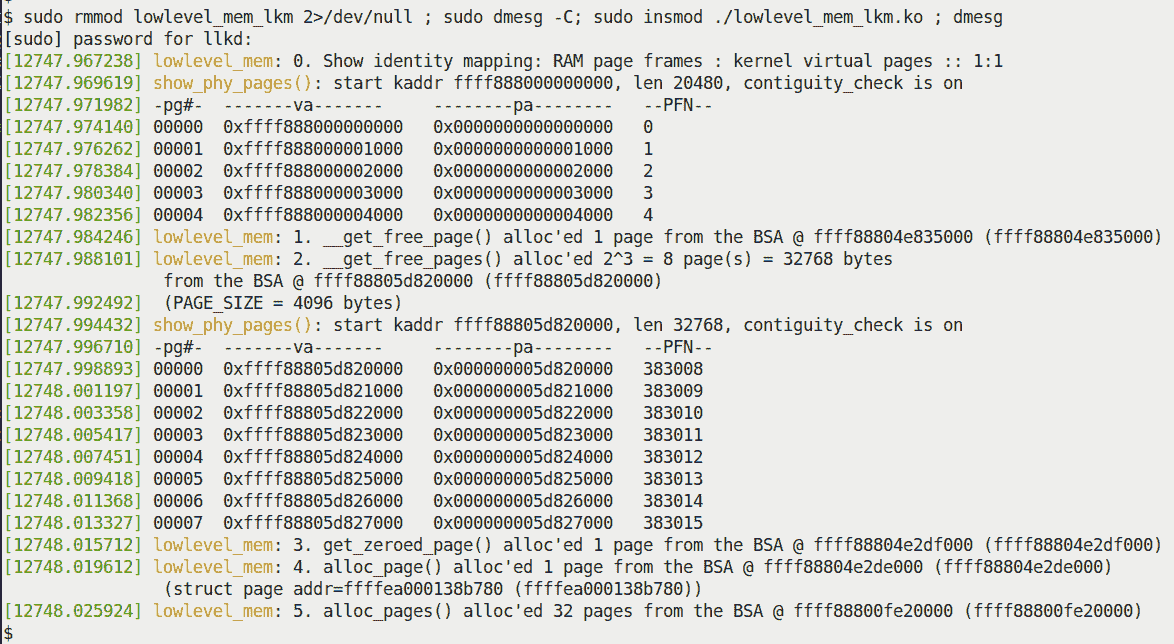 $ sudo rmmod lowlevel_mem_lkm 2>/dev/null ; sudo dmesg -C; sudo insmod ./lowlevel_mem_lkm.ko ; dmesg
[sudo] password for llkd:
[12747.967238] lowlevel_mem: 0. Show identity mapping: RAM page frames : kernel virtual pages :: 1:1
[12747.969619] show_phy_pages(): start kaddr ffff888000000000, len 20480, contiguity_check is on
[12747.971982] -pg#-  -------va-------     --------pa--------   --PFN--
[12747.974140] 00000  0xffff888000000000   0x0000000000000000   0
[12747.976262] 00001  0xffff888000001000   0x0000000000001000   1
[12747.978384] 00002  0xffff888000002000   0x0000000000002000   2
[12747.980340] 00003  0xffff888000003000   0x0000000000003000   3
[12747.982356] 00004  0xffff888000004000   0x0000000000004000   4
[12747.984246] lowlevel_mem: 1. __get_free_page() alloc'ed 1 page from the BSA @ ffff88804e835000 (ffff88804e835000)
[12747.988101] lowlevel_mem: 2. __get_free_pages() alloc'ed 2^3 = 8 page(s) = 32768 bytes
from the BSA @ ffff88805d820000 (ffff88805d820000)
[12747.992492]  (PAGE_SIZE = 4096 bytes)
[12747.994432] show_phy_pages(): start kaddr ffff88805d820000, len 32768, contiguity_check is on
[12747.996710] -pg#-  -------va-------     --------pa--------   --PFN--
[12747.998893] 00000  0xffff88805d820000   0x000000005d820000   383008
[12748.001197] 00001  0xffff88805d821000   0x000000005d821000   383009
[12748.003358] 00002  0xffff88805d822000   0x000000005d822000   383010
[12748.005417] 00003  0xffff88805d823000   0x000000005d823000   383011
[12748.007451] 00004  0xffff88805d824000   0x000000005d824000   383012
[12748.009418] 00005  0xffff88805d825000   0x000000005d825000   383013
[12748.011368] 00006  0xffff88805d826000   0x000000005d826000   383014
[12748.013327] 00007  0xffff88805d827000   0x000000005d827000   383015
[12748.015712] lowlevel_mem: 3. get_zeroed_page() alloc'ed 1 page from the BSA @ ffff88804e2df000 (ffff88804e2df000)
[12748.019612] lowlevel_mem: 4. alloc_page() alloc'ed 1 page from the BSA @ ffff88804e2de000 (ffff88804e2de000)
(struct page addr=ffffea000138b780 (ffffea000138b780))
[12748.025924] lowlevel_mem: 5. alloc_pages() alloc'ed 32 pages from the BSA @ ffff88800fe20000 (ffff88800fe20000)
$